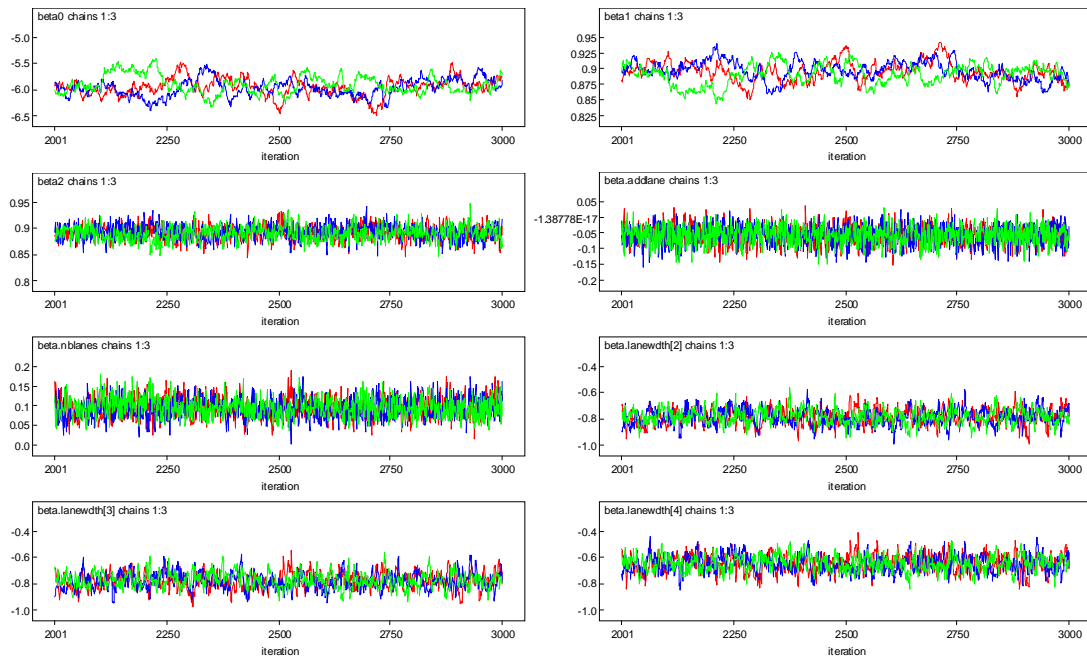 beta0 chains 1:3
-5.0
-5.5
-6.0
-6.5
2001 2250 2500 2750 3000
iteration
beta1 chains 1:3
0.95
0.925
0.9
0.875
0.85
0.825
2001 2250 2500 2750 3000
iteration
beta2 chains 1:3
0.95
0.9
0.85
0.8
2001 2250 2500 2750 3000
iteration
beta.addlane chains 1:3
0.05
-1.38778E-17
-0.05
-0.1
-0.15
-0.2
2001 2250 2500 2750 3000
iteration
beta.nblanes chains 1:3
0.2
0.15
0.1
0.05
0.0
2001 2250 2500 2750 3000
iteration
beta.lanewdth[2] chains 1:3
-0.4
-0.6
-0.8
-1.0
2001 2250 2500 2750 3000
iteration
beta.lanewdth[3] chains 1:3
-0.4
-0.6
-0.8
-1.0
2001 2250 2500 2750 3000
iteration
beta.lanewdth[4] chains 1:3
-0.4
-0.6
-0.8
-1.0
2001 2250 2500 2750 3000
iteration